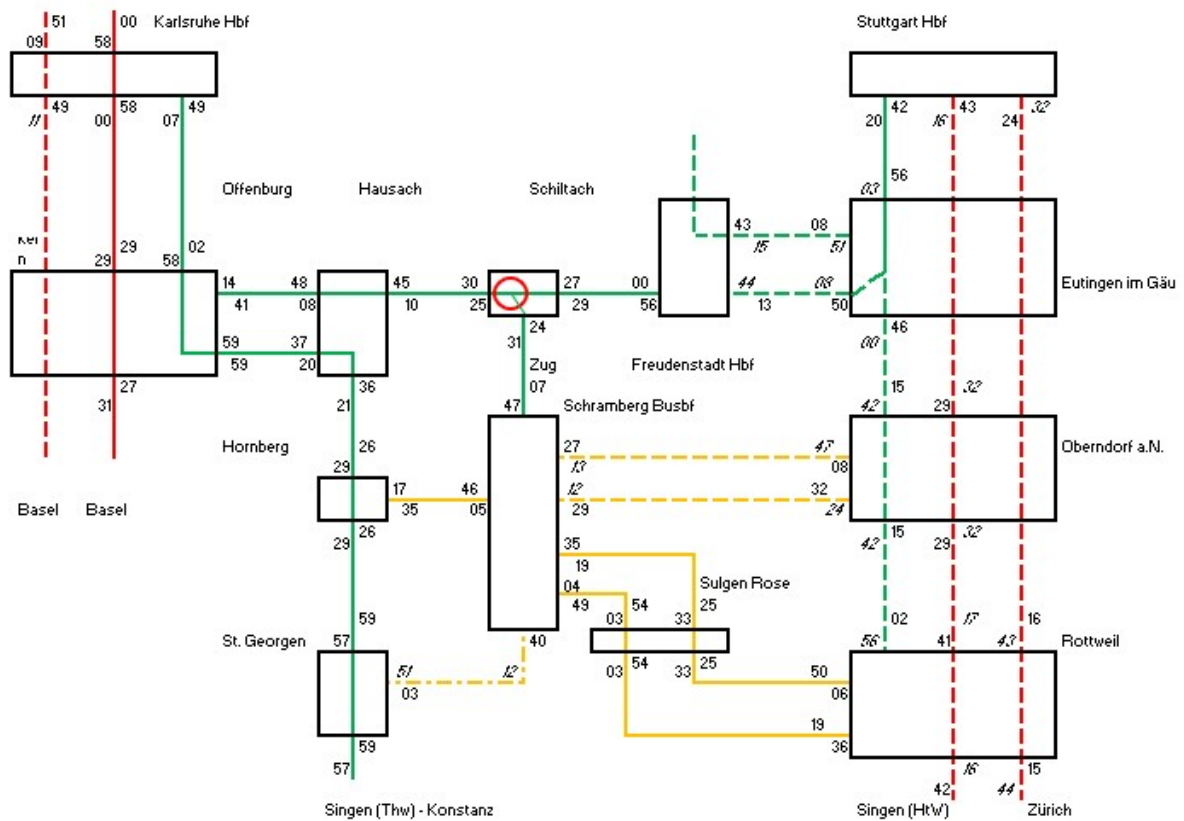 51 00 Karlsruhe Hbf Stuttgart Hbf
09 58
49 58 49 42 43 32
11 00 07 20 16 24
56
Offenburg Hausach Schiltach 03
43 08
15 51
n
29 02
29 58
14 48 45 30 27 00 44 08 Eutingen im Gäu
41 08 10 25 29 56 13 50
24 46
31 00
59 37
59 20
Zug Freudenstadt Hbf
27 36 07 15 32
31 21 47 Schramberg Busbf 42 29
Hornberg 26 27 47 Oberndorf a.N.
29 13 08
17 46 12 32
35 05 29 24
Basel Basel
26 15 32
29 42 29
35
19
04 Sulgen Rose
49 54 25
03 33
59 02 17 16
St. Georgen 57 40 56 41 43 Rottweil
54 25
03 33
51 12 50
03 06
19
36
59 16 15
57 42 44
Singen (Thw) - Konstanz Singen (HtW) Zürich